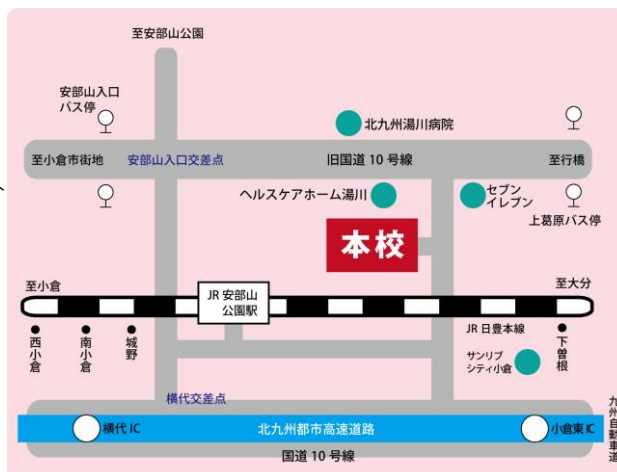 至安部山公園
安部山入口
バス停
北九州湯川病院
至小倉市街地
安部山入口交差点
旧国道10号線
至行橋
ヘルスケアホーム湯川
セブン
イレブン
上葛原バス停
本校
至小倉
至大分
JR安部山
公園駅
JR日豊本線
西小倉
南小倉
城野
下曽根
サンリブ
シティ小倉
横代交差点
横代IC
北九州都市高速道路
小倉東IC
九州自動車道
国道10号線